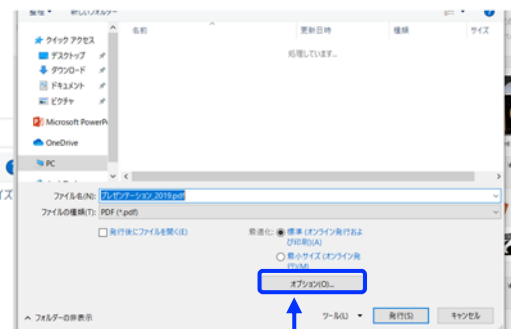 整理 ▼ 新しいフォルダー
名前 更新日時 種類 サイズ
クイック アクセス
処理しています...
デスクトップ
ダウンロード
ドキュメント
ピクチャ
Microsoft PowerP
OneDrive
PC
ファイル名(N): プレゼンテーション_2019.pdf
ファイルの種類(T): PDF (*.pdf)
発行後にファイルを開く(E)
最適化: 標準 (オンライン発行およ
び印刷)(A)
最小サイズ (オンライン発
行)(M)
オプション(O)...
フォルダーの非表示
ツール(L) ▼ 発行(S) キャンセル